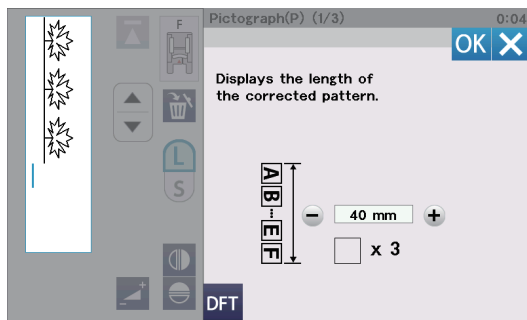 Pictograph(P) (1/3)
0:04
F
OK
Displays the length of
the corrected pattern.
L
S
A
B
E
F
40 mm
x 3
DFT